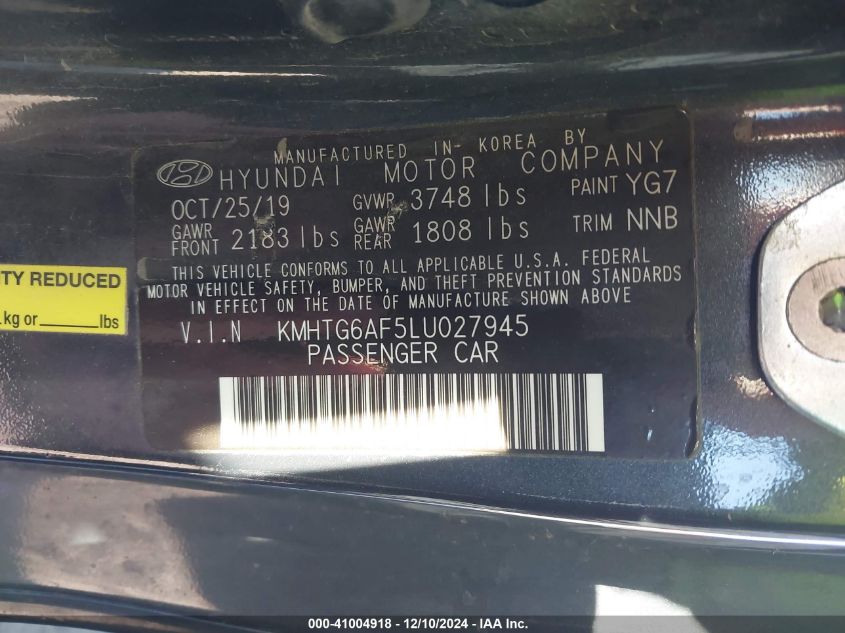 MANUFACTURED IN- KOREA BY
HYUNDAI MOTOR COMPANY
OCT/25/19 GVWR 3748 lbs PAINT YG7
GAWR FRONT 2183 lbs GAWR REAR 1808 lbs TRIM NNB
THIS VEHICLE CONFORMS TO ALL APPLICABLE U.S.A. FEDERAL
MOTOR VEHICLE SAFETY, BUMPER, AND THEFT PREVENTION STANDARDS
IN EFFECT ON THE DATE OF MANUFACTURE SHOWN ABOVE
V.I.N KMHTG6AF5LU027945
PASSENGER CAR
REDUCED
kg or______lbs
000-41004918 - 12/10/2024 - IAA Inc.